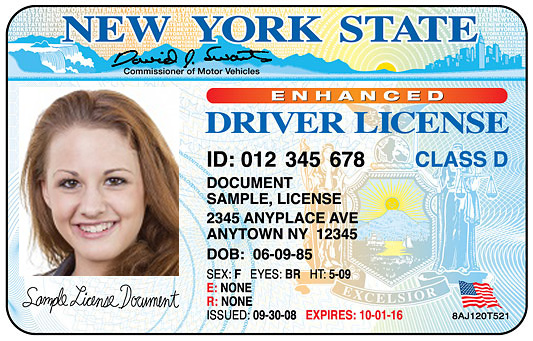 NEW YORK STATE
David J. Swarts
Commissioner of Motor Vehicles
ENHANCED
DRIVER LICENSE
ID: 012 345 678 CLASS D
DOCUMENT
SAMPLE, LICENSE
2345 ANYPLACE AVE
ANYTOWN NY 12345
DOB: 06-09-85
SEX: F EYES: BR HT: 5-09
E: NONE
R: NONE
ISSUED: 09-30-08 EXPIRES: 10-01-16
Sample License Document
EXCELSIOR
8AJ120T521